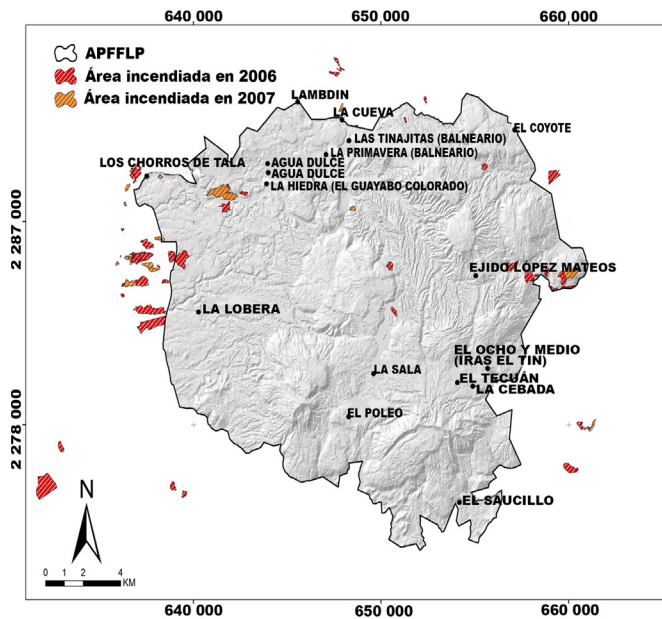 640 000 650 000 660 000
APFFLP
Área incendiada en 2006
Área incendiada en 2007
LAMBDIN
LA CUEVA
EL COYOTE
LAS TINAJITAS (BALNEARIO)
LA PRIMAVERA (BALNEARIO)
LOS CHORROS DE TALA
AGUA DULCE
AGUA DULCE
LA HIEDRA (EL GUAYABO COLORADO)
2 287 000
EJIDO LÓPEZ MATEOS
LA LOBERA
EL OCHO Y MEDIO
(IRAS EL TIN)
LA SALA
EL TECUÁN
LA CEBADA
EL POLEO
2 278 000
N
EL SAUCILLO
0 1 2 4
KM
640 000 650 000 660 000